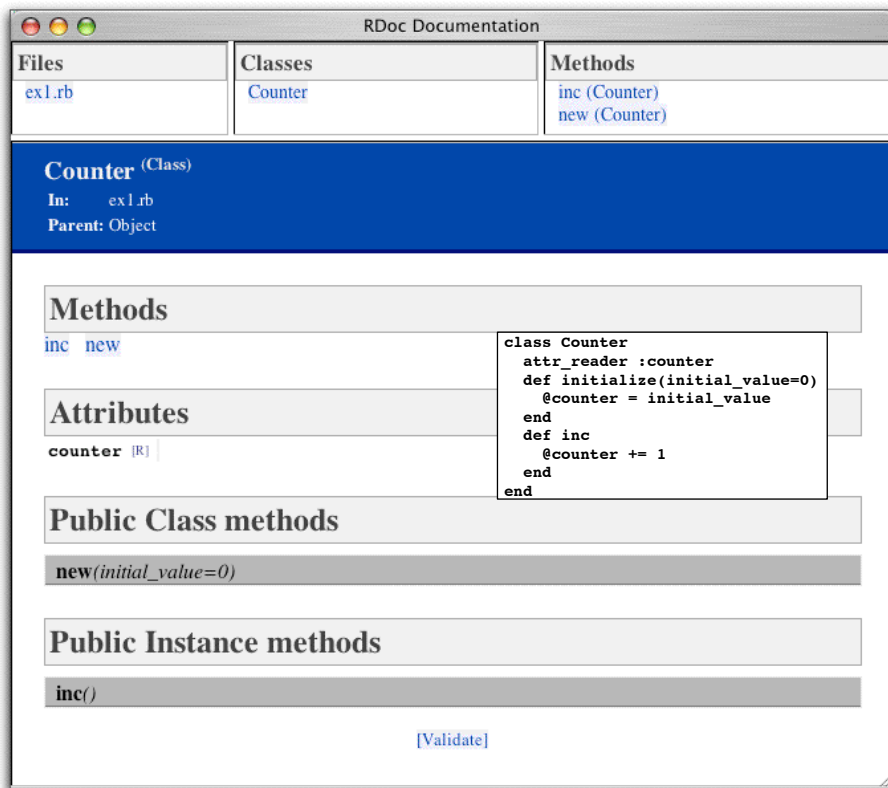 RDoc Documentation
Files
ex1.rb
Classes
Counter
Methods
inc (Counter)
new (Counter)
Counter (Class)
In: ex1.rb
Parent: Object
Methods
inc new
class Counter
  attr_reader :counter
  def initialize(initial_value=0)
    @counter = initial_value
  end
  def inc
    @counter += 1
  end
end
Attributes
counter [R]
Public Class methods
new(initial_value=0)
Public Instance methods
inc()
[Validate]